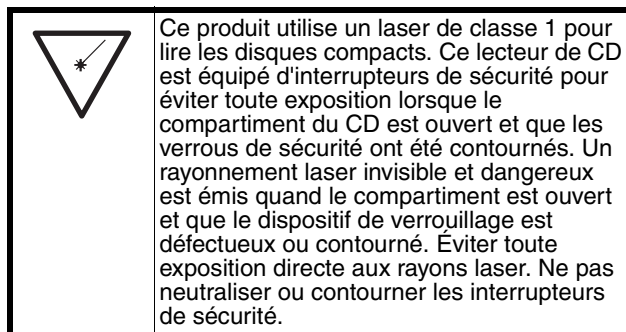 Ce produit utilise un laser de classe 1 pour
lire les disques compacts. Ce lecteur de CD
est équipé d'interrupteurs de sécurité pour
éviter toute exposition lorsque le
compartiment du CD est ouvert et que les
verrous de sécurité ont été contournés. Un
rayonnement laser invisible et dangereux
est émis quand le compartiment est ouvert
et que le dispositif de verrouillage est
défectueux ou contourné. Éviter toute
exposition directe aux rayons laser. Ne pas
neutraliser ou contourner les interrupteurs
de sécurité.